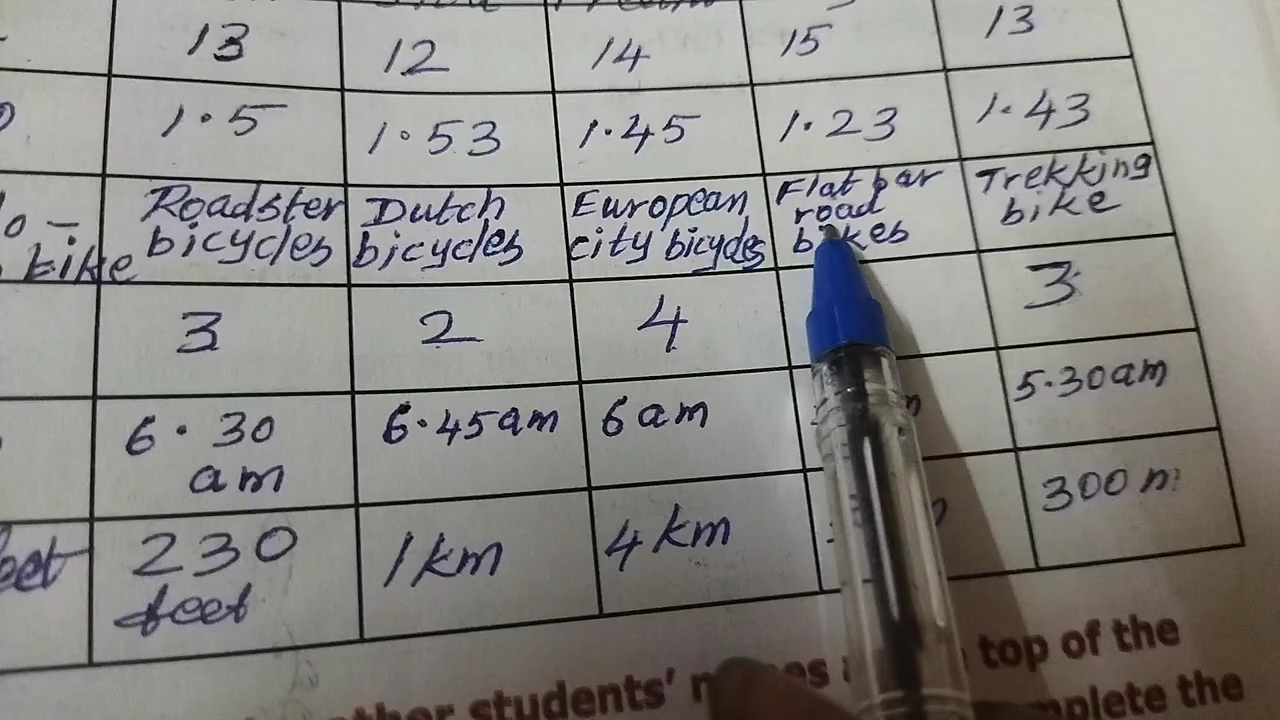 13 12 14 15 13
1.5 1.53 1.45 1.23 1.43
Roadster Dutch European Flat bar Trekking
bike bicycles bicycles city bicycles road bikes bike
3 2 4 3
6.30 am 6.45am 6am 5.30am
230 feet 1km 4km 300
students' top of the
the